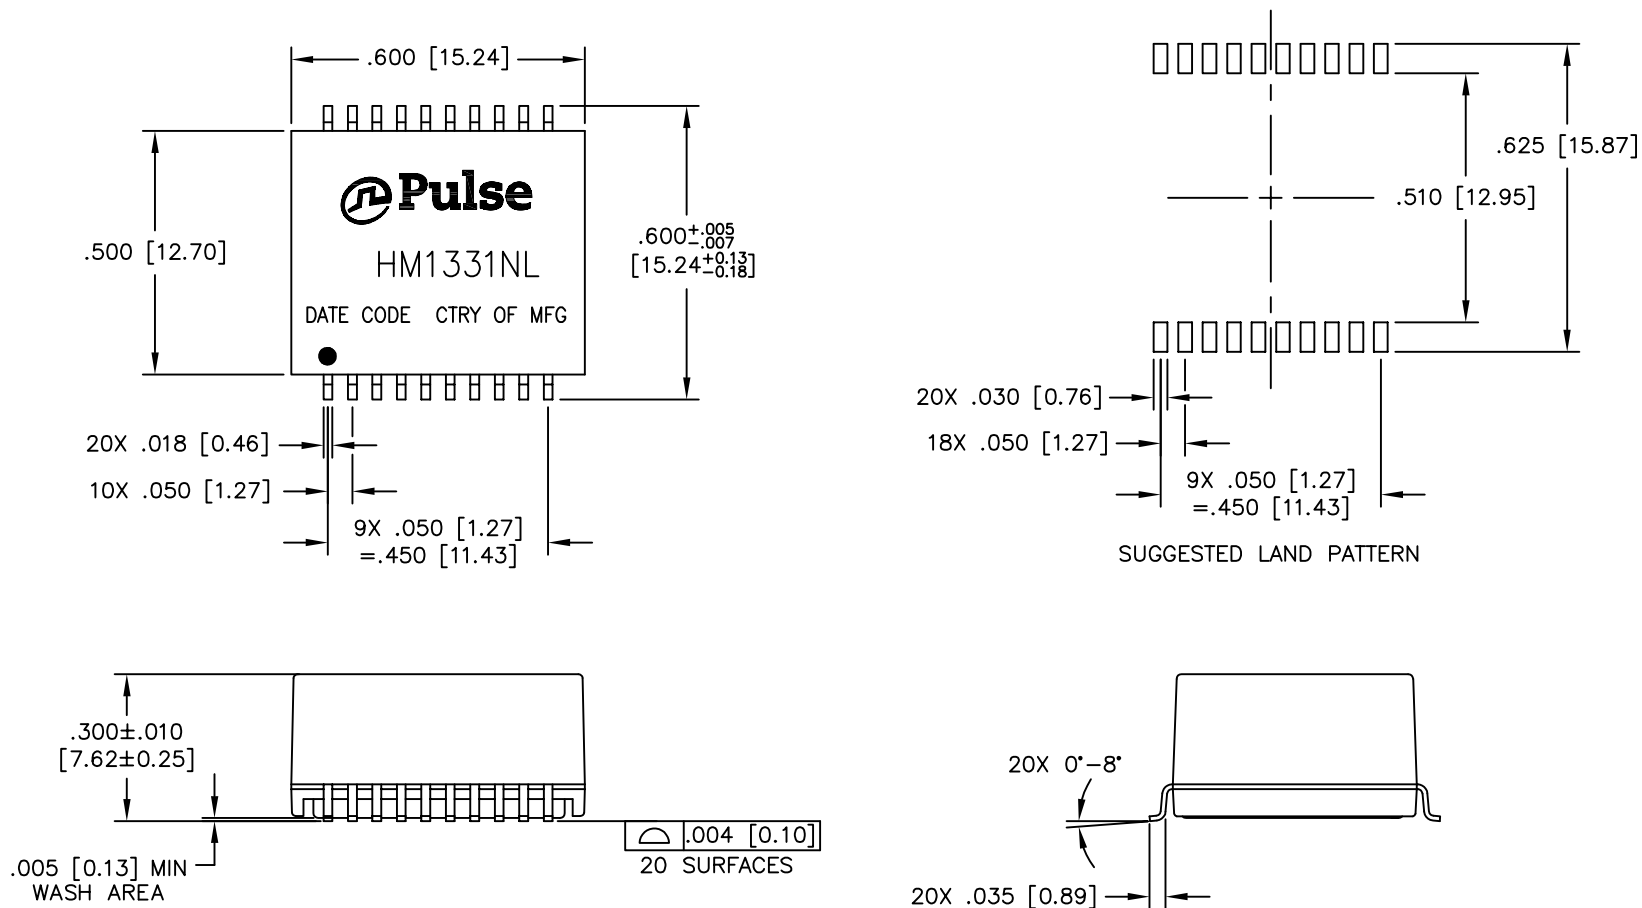 .600 [15.24]
Pulse
HM1331NL
DATE CODE CTRY OF MFG
.500 [12.70]
.600+.005
-.007
[15.24+0.13
-0.18]
20X .018 [0.46]
10X .050 [1.27]
9X .050 [1.27]
=.450 [11.43]
.625 [15.87]
.510 [12.95]
20X .030 [0.76]
18X .050 [1.27]
9X .050 [1.27]
=.450 [11.43]
SUGGESTED LAND PATTERN
.300±.010
[7.62±0.25]
.005 [0.13] MIN
WASH AREA
.004 [0.10]
20 SURFACES
20X 0°-8°
20X .035 [0.89]